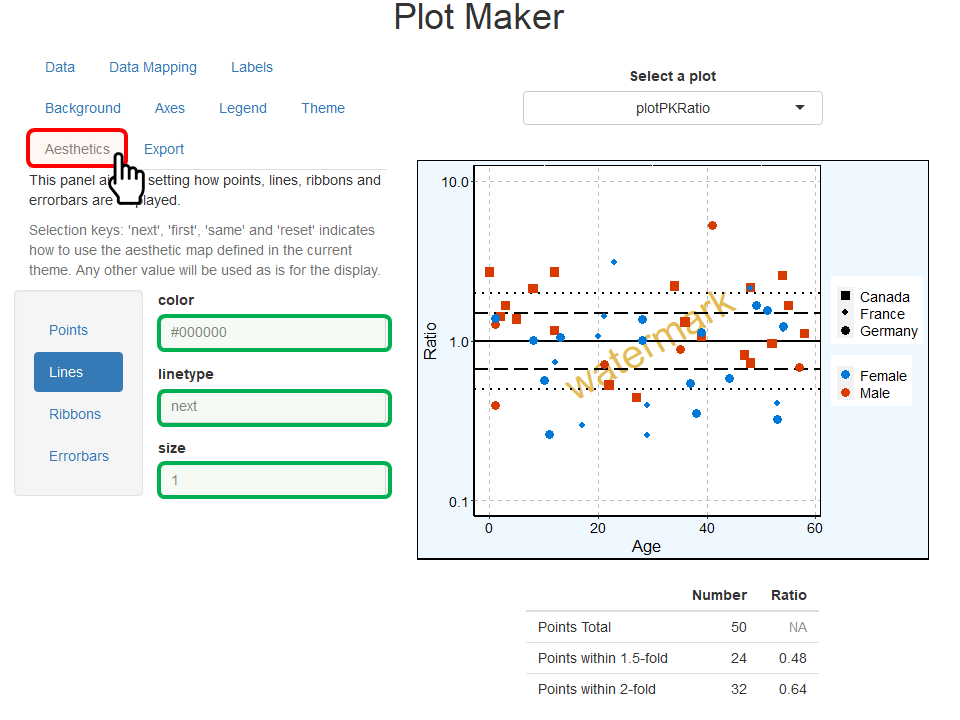 Plot Maker
Data Data Mapping Labels
Background Axes Legend Theme
Aesthetics Export
This panel setting how points, lines, ribbons and
errorbars are
Selection keys: 'next', 'first', 'same' and 'reset' indicates
how to use the aesthetic map defined in the current
theme. Any other value will be used as is for the display.
Points
Lines
Ribbons
Errorbars
color
#000000
linetype
next
size
1
Select a plot
plotPKRatio
10.0
1.0
0.1
Ratio
watermark
0 20 40 60
Age
Canada
France
Germany
Female
Male
Number Ratio
Points Total 50 NA
Points within 1.5-fold 24 0.48
Points within 2-fold 32 0.64